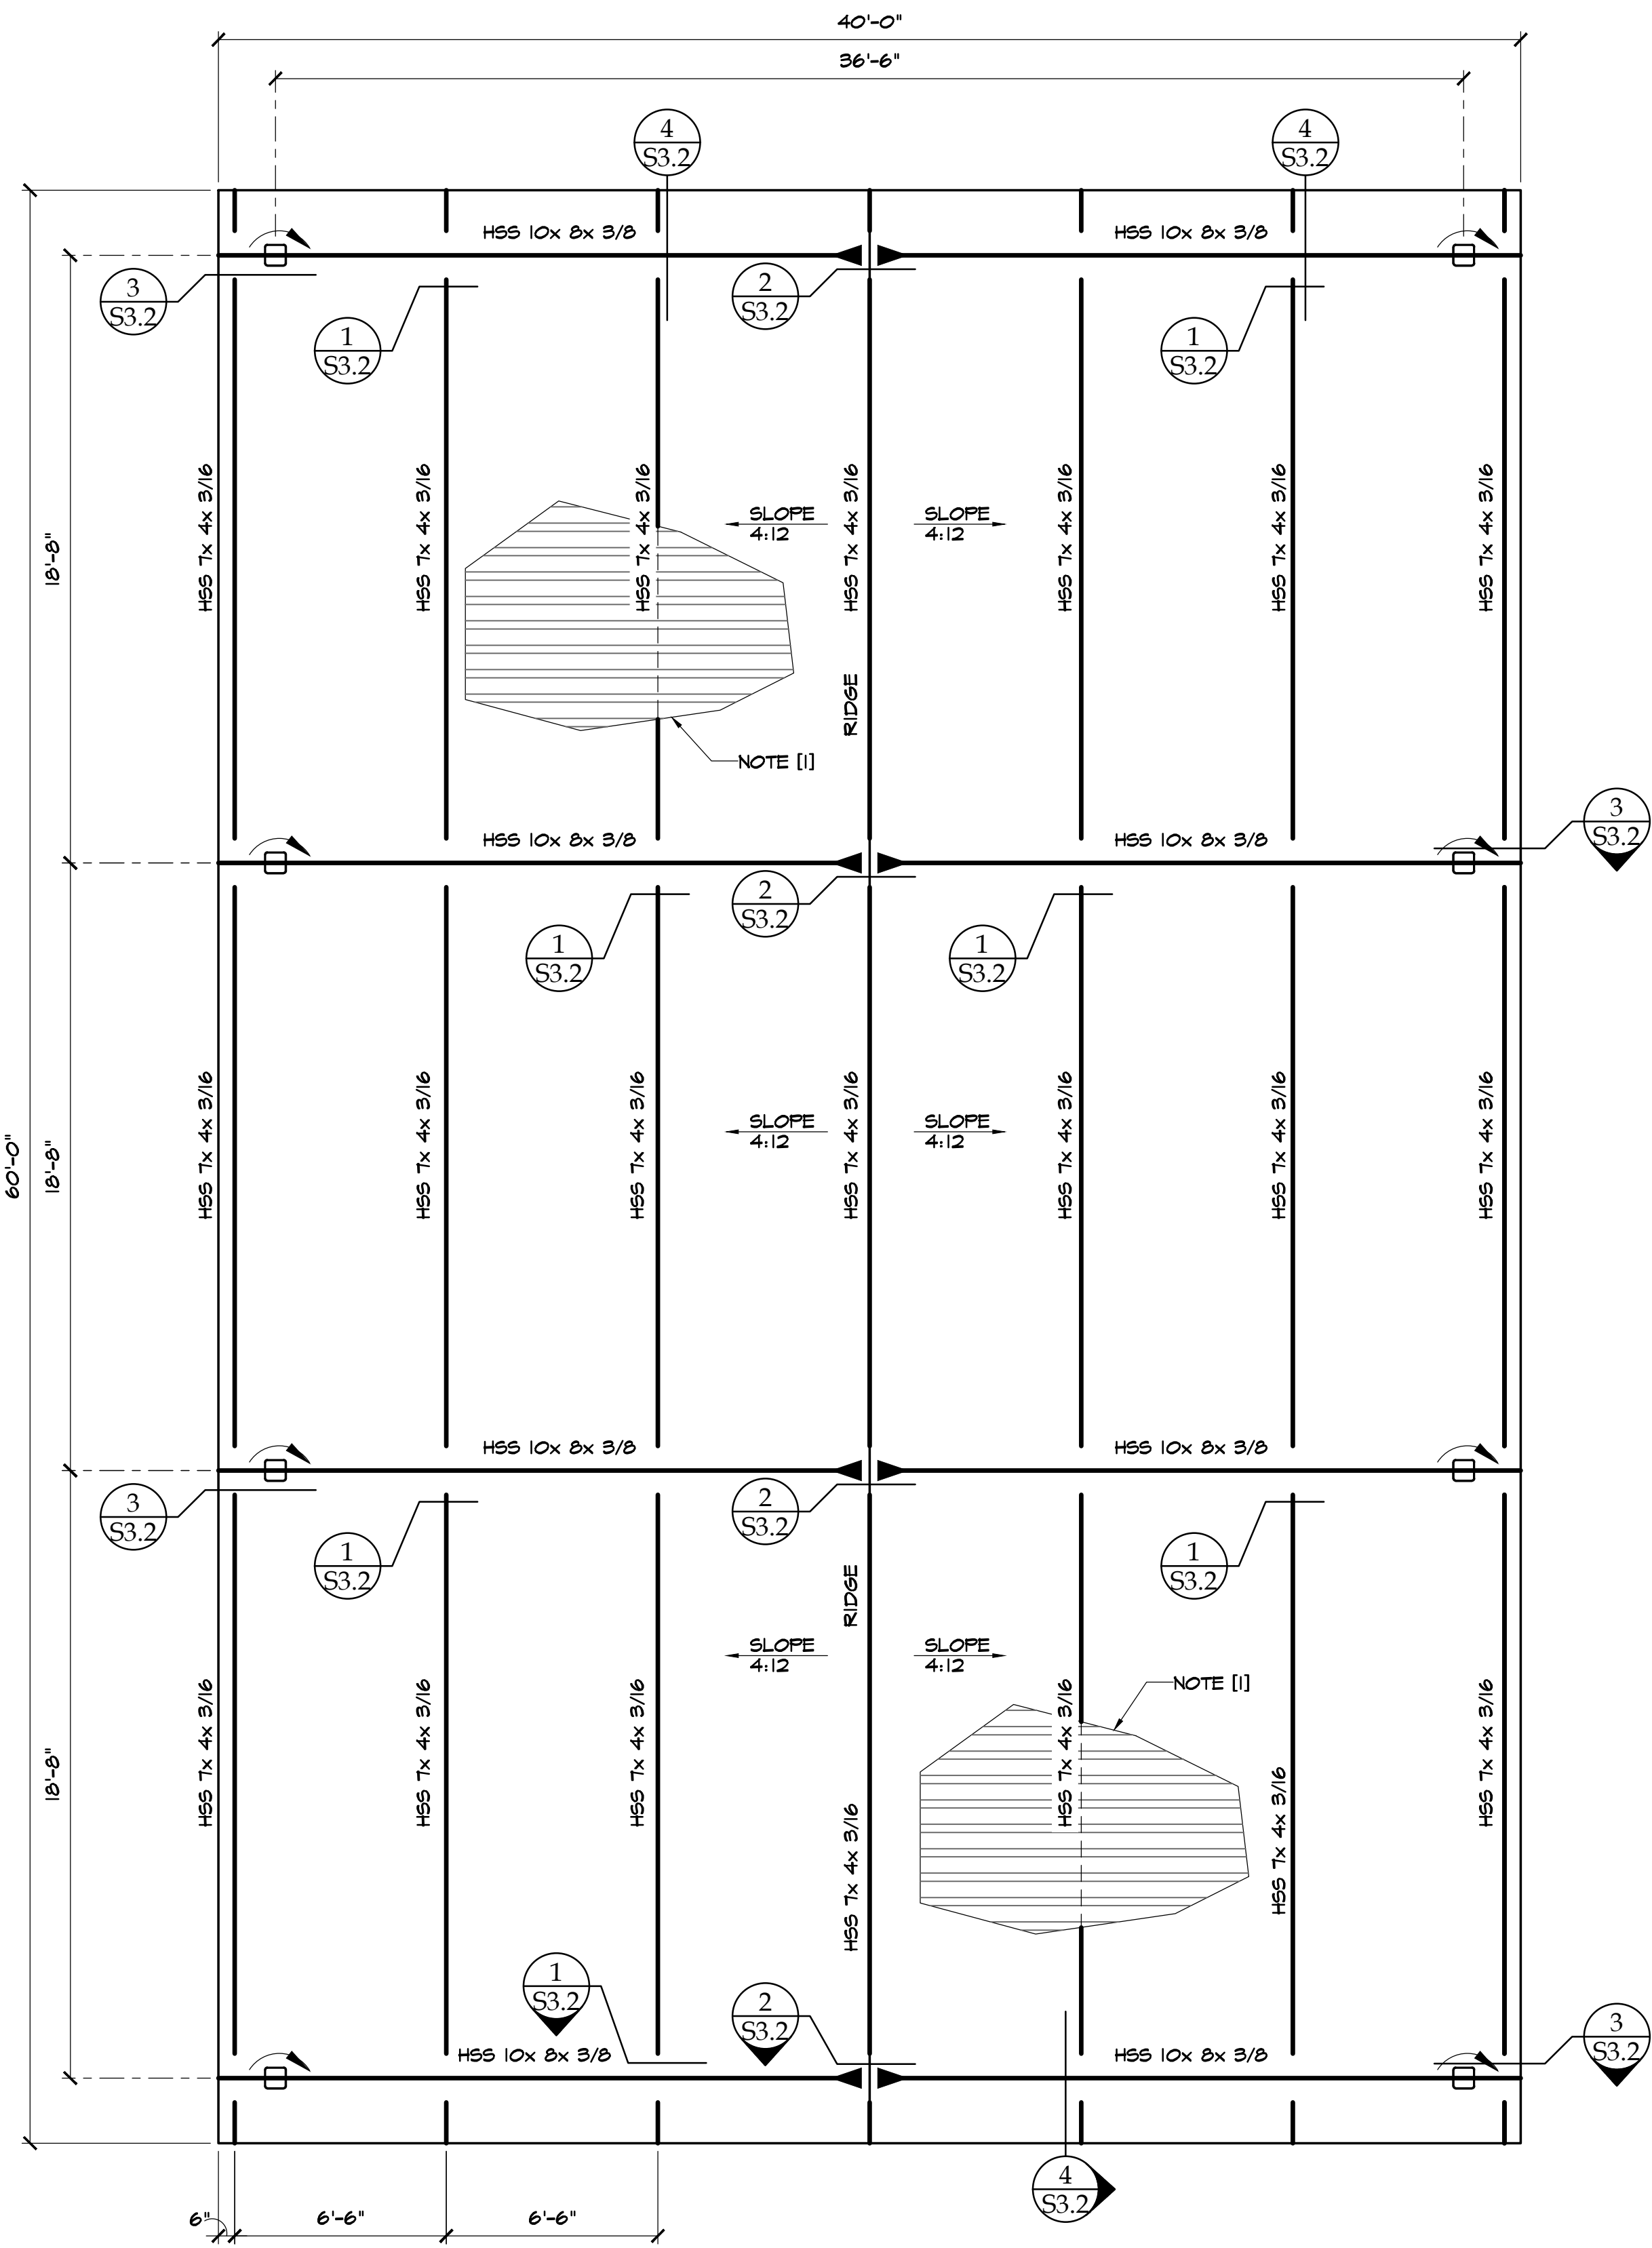 40'-0"
36'-6"
4
S3.2
4
S3.2
HSS 10x 8x 3/8
HSS 10x 8x 3/8
3
S3.2
2
S3.2
1
S3.2
1
S3.2
HSS 7x 4x 3/16
HSS 7x 4x 3/16
HSS 7x 4x 3/16
HSS 7x 4x 3/16
HSS 7x 4x 3/16
HSS 7x 4x 3/16
HSS 7x 4x 3/16
SLOPE
4:12
SLOPE
4:12
18'-8"
RIDGE
NOTE [1]
3
S3.2
HSS 10x 8x 3/8
HSS 10x 8x 3/8
2
S3.2
1
S3.2
1
S3.2
HSS 7x 4x 3/16
HSS 7x 4x 3/16
HSS 7x 4x 3/16
HSS 7x 4x 3/16
HSS 7x 4x 3/16
HSS 7x 4x 3/16
HSS 7x 4x 3/16
SLOPE
4:12
SLOPE
4:12
60'-0"
18'-8"
HSS 10x 8x 3/8
HSS 10x 8x 3/8
3
S3.2
2
S3.2
1
S3.2
1
S3.2
RIDGE
SLOPE
4:12
SLOPE
4:12
NOTE [1]
18'-8"
HSS 7x 4x 3/16
HSS 7x 4x 3/16
HSS 7x 4x 3/16
HSS 7x 4x 3/16
HSS 7x 4x 3/16
HSS 7x 4x 3/16
HSS 7x 4x 3/16
1
S3.2
2
S3.2
3
S3.2
HSS 10x 8x 3/8
HSS 10x 8x 3/8
4
S3.2
6"
6'-6"
6'-6"